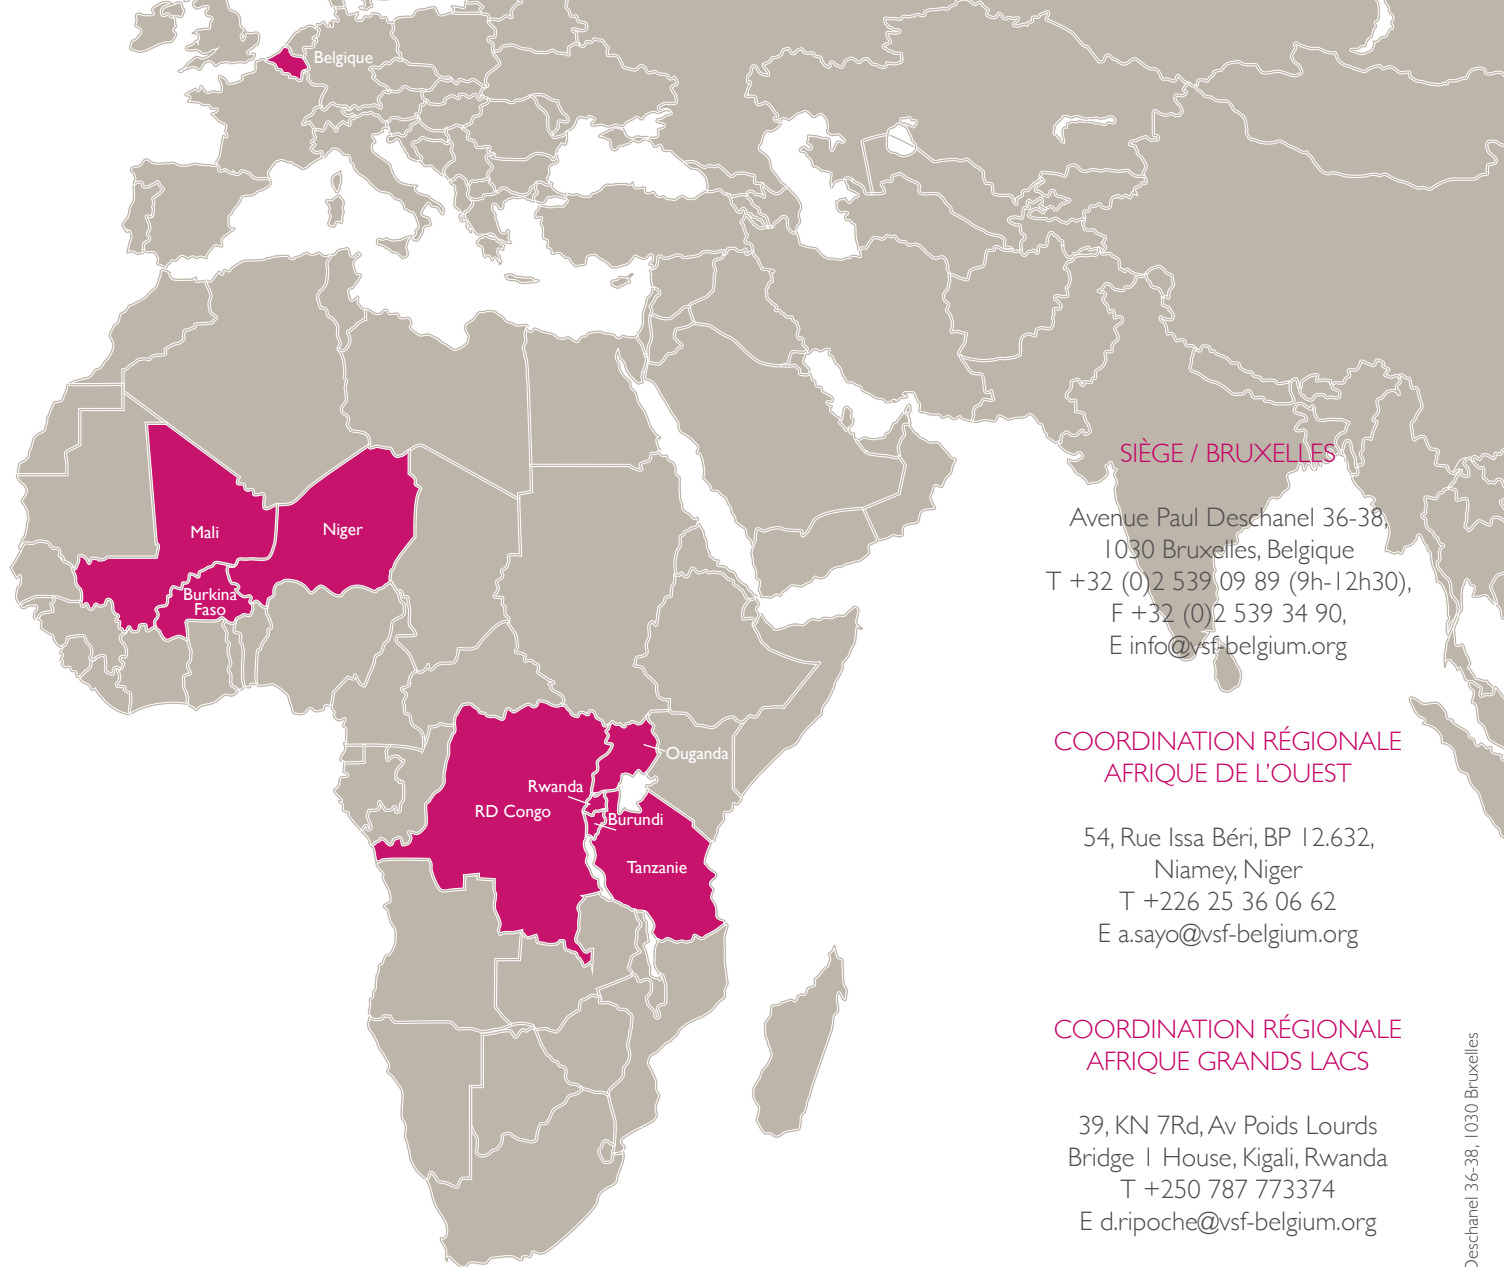 Belgique
Mali
Niger
Burkina
Faso
Ouganda
Rwanda
RD Congo
Burundi
Tanzanie
SIÈGE / BRUXELLES
Avenue Paul Deschanel 36-38,
1030 Bruxelles, Belgique
T +32 (0)2 539 09 89 (9h-12h30),
F +32 (0)2 539 34 90,
E info@vsf-belgium.org
COORDINATION RÉGIONALE
AFRIQUE DE L’OUEST
54, Rue Issa Béri, BP 12.632,
Niamey, Niger
T +226 25 36 06 62
E a.sayo@vsf-belgium.org
COORDINATION RÉGIONALE
AFRIQUE GRANDS LACS
39, KN 7Rd, Av Poids Lourds
Bridge 1 House, Kigali, Rwanda
T +250 787 773374
E d.ripoche@vsf-belgium.org
Deschanel 36-38, 1030 Bruxelles